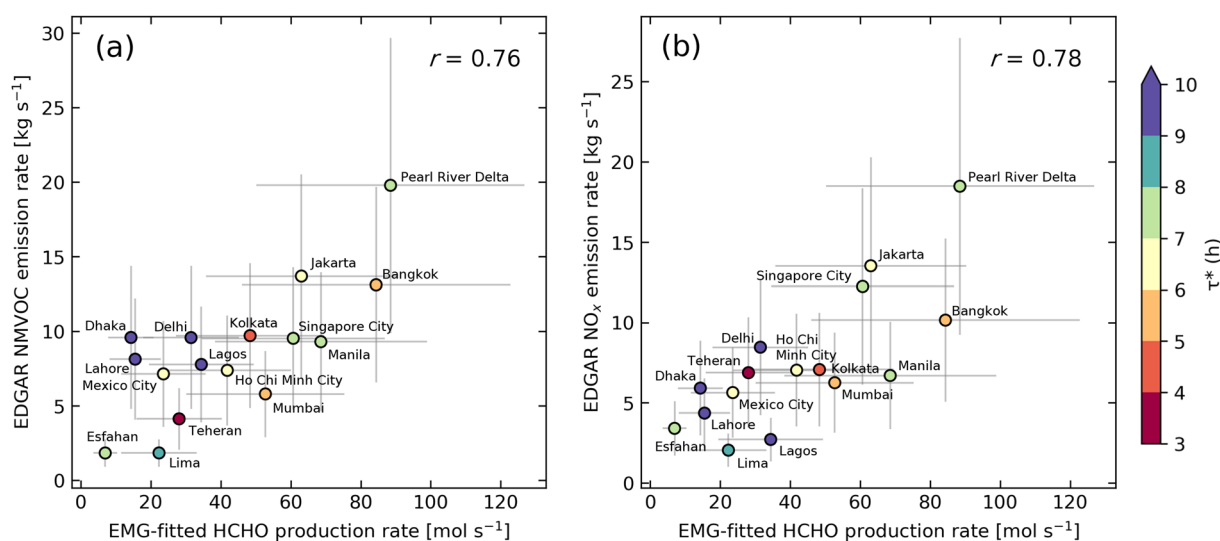 (a)
r = 0.76
EDGAR NMVOC emission rate [kg s⁻¹]
30
25
20
15
10
5
0
Pearl River Delta
Jakarta
Bangkok
Dhaka
Delhi
Kolkata
Singapore City
Manila
Lahore
Lagos
Mexico City
Ho Chi Minh City
Mumbai
Teheran
Esfahan
Lima
0 20 40 60 80 100 120
EMG-fitted HCHO production rate [mol s⁻¹]
(b)
r = 0.78
EDGAR NOₓ emission rate [kg s⁻¹]
25
20
15
10
5
0
Pearl River Delta
Jakarta
Singapore City
Bangkok
Delhi
Ho Chi
Minh City
Teheran
Kolkata
Manila
Dhaka
Mumbai
Mexico City
Lahore
Esfahan
Lagos
Lima
0 20 40 60 80 100 120
EMG-fitted HCHO production rate [mol s⁻¹]
10
9
8
7
6
5
4
3
τ* (h)